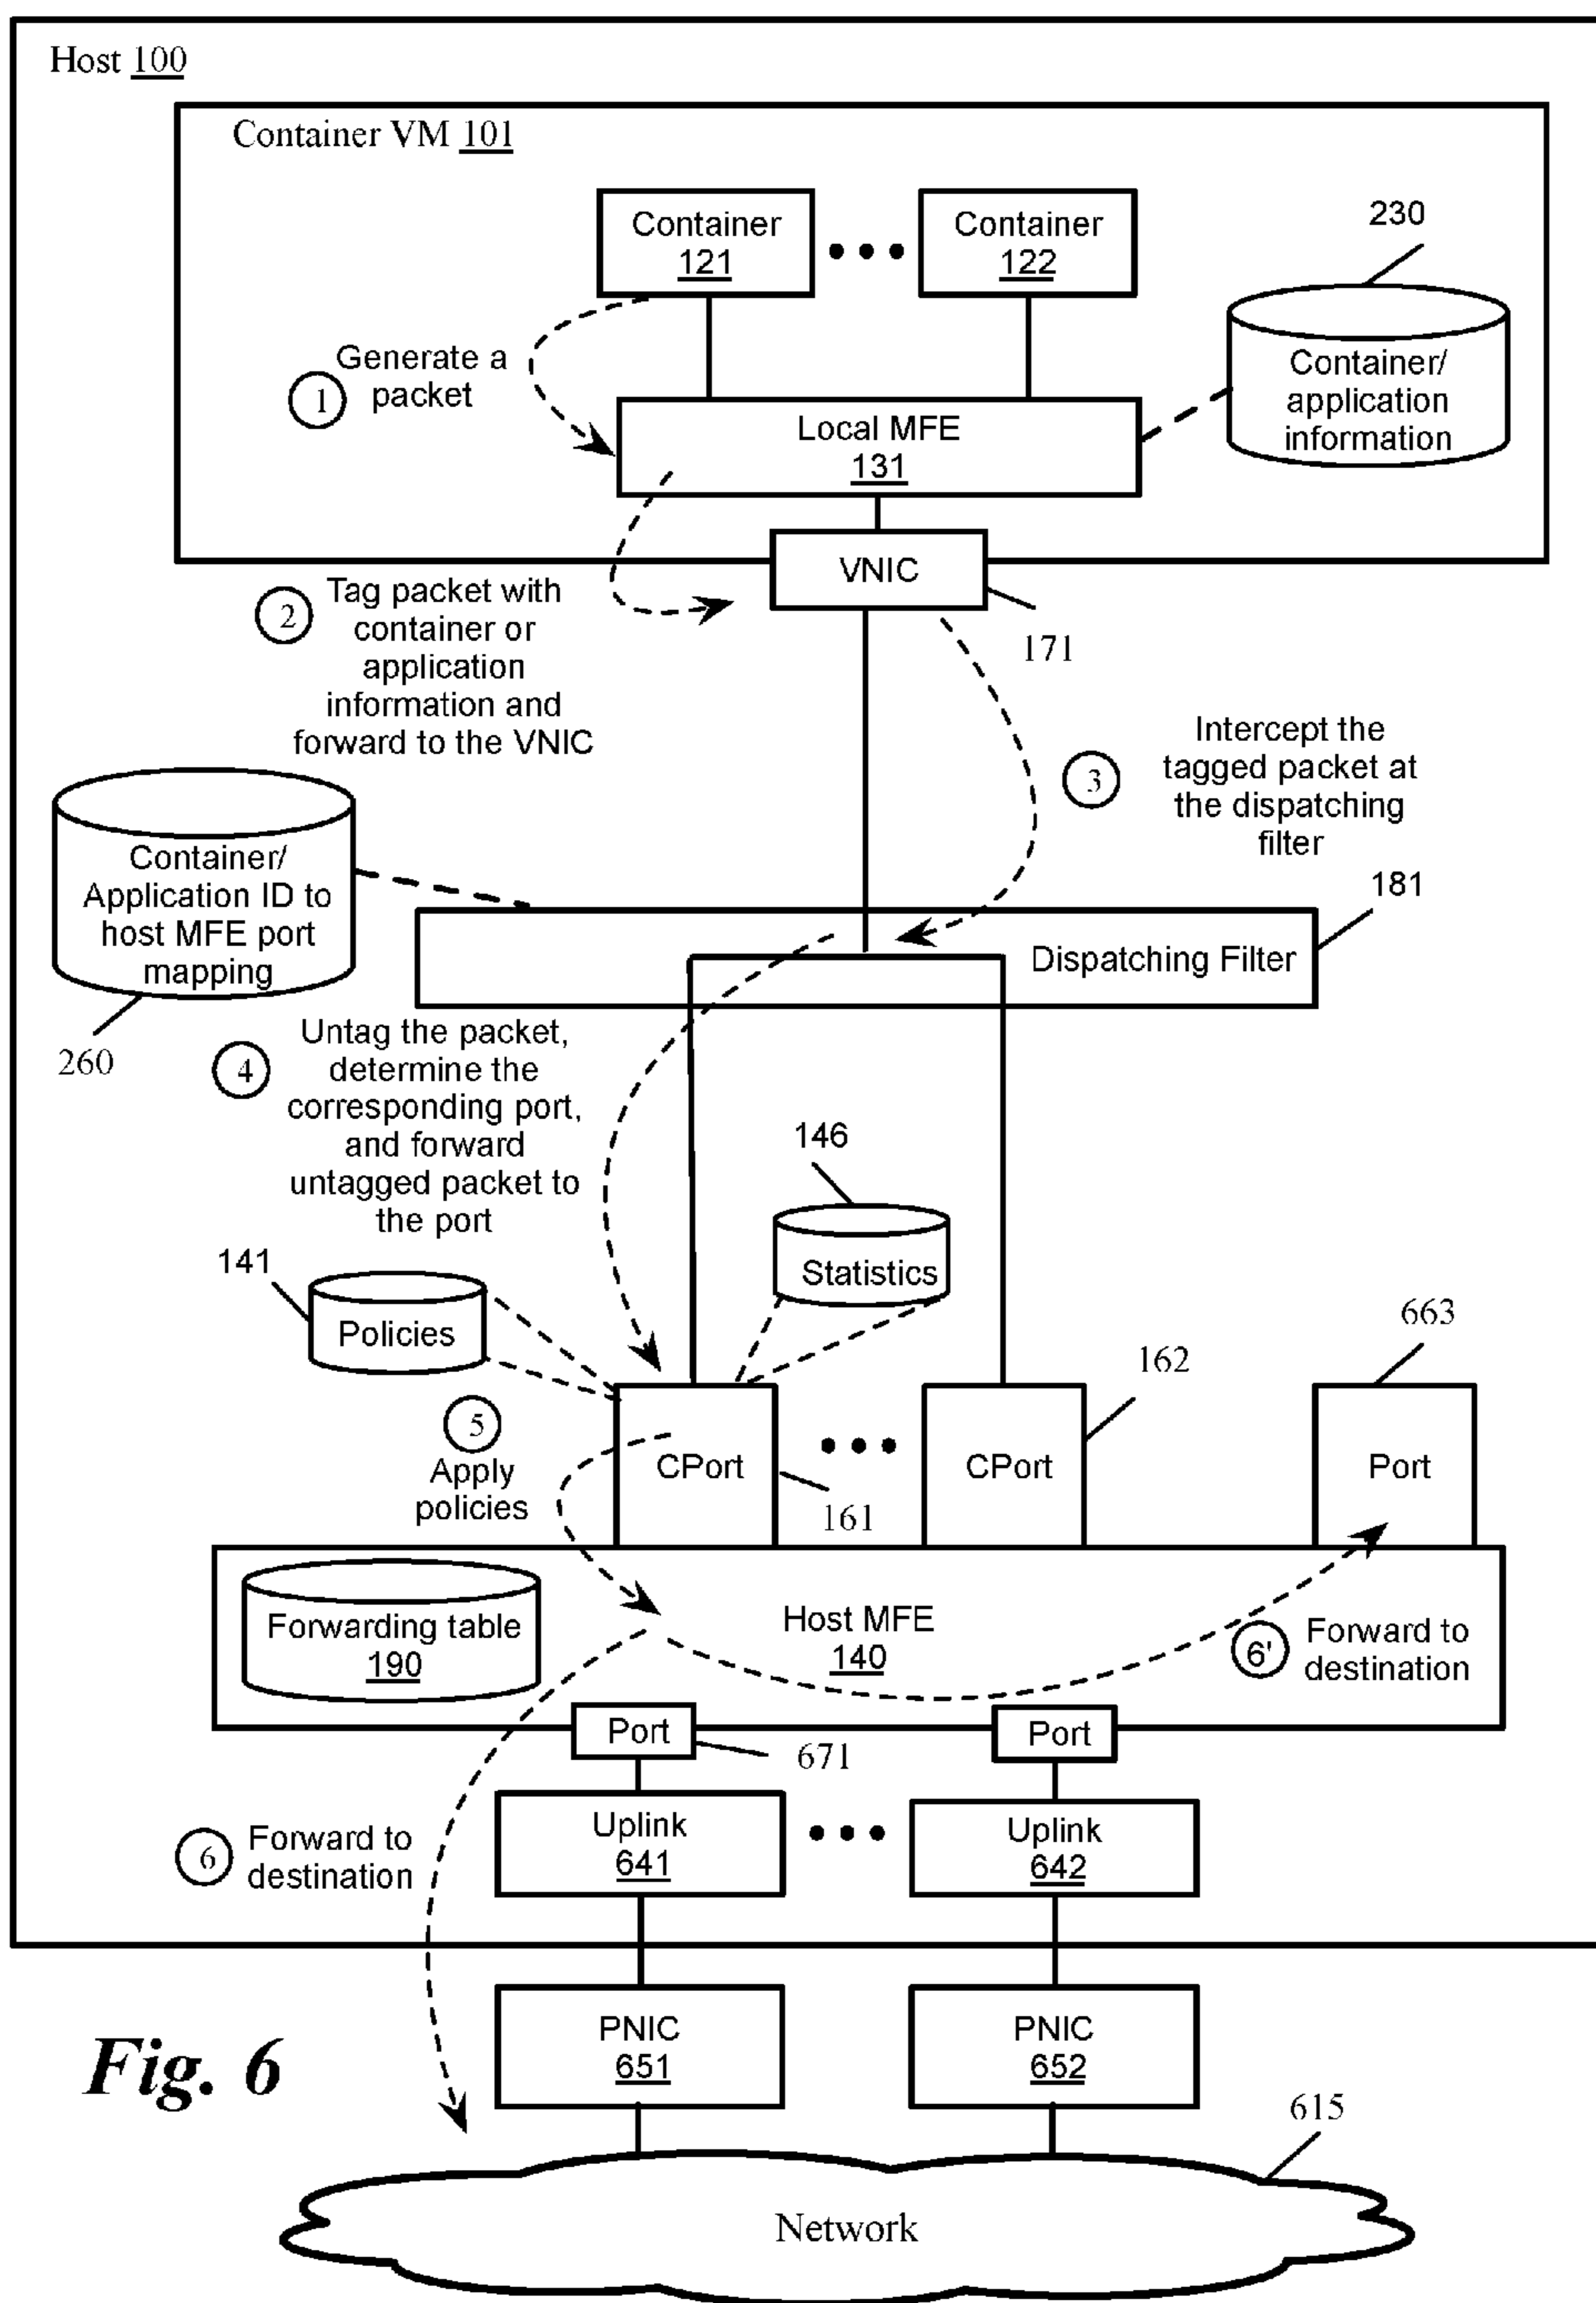 Host 100
Container VM 101
Container
121
Container
122
230
Container/
application
information
1
Generate a
packet
Local MFE
131
VNIC
171
2
Tag packet with
container or
application
information and
forward to the VNIC
3
Intercept the
tagged packet at
the dispatching
filter
Container/
Application ID to
host MFE port
mapping
260
181
Dispatching Filter
4
Untag the packet,
determine the
corresponding port,
and forward
untagged packet to
the port
146
Statistics
141
Policies
663
162
5
Apply
policies
CPort
161
CPort
Port
Forwarding table
190
Host MFE
140
6'
Forward to
destination
Port
671
Port
6
Forward to
destination
Uplink
641
Uplink
642
PNIC
651
PNIC
652
Fig. 6
615
Network